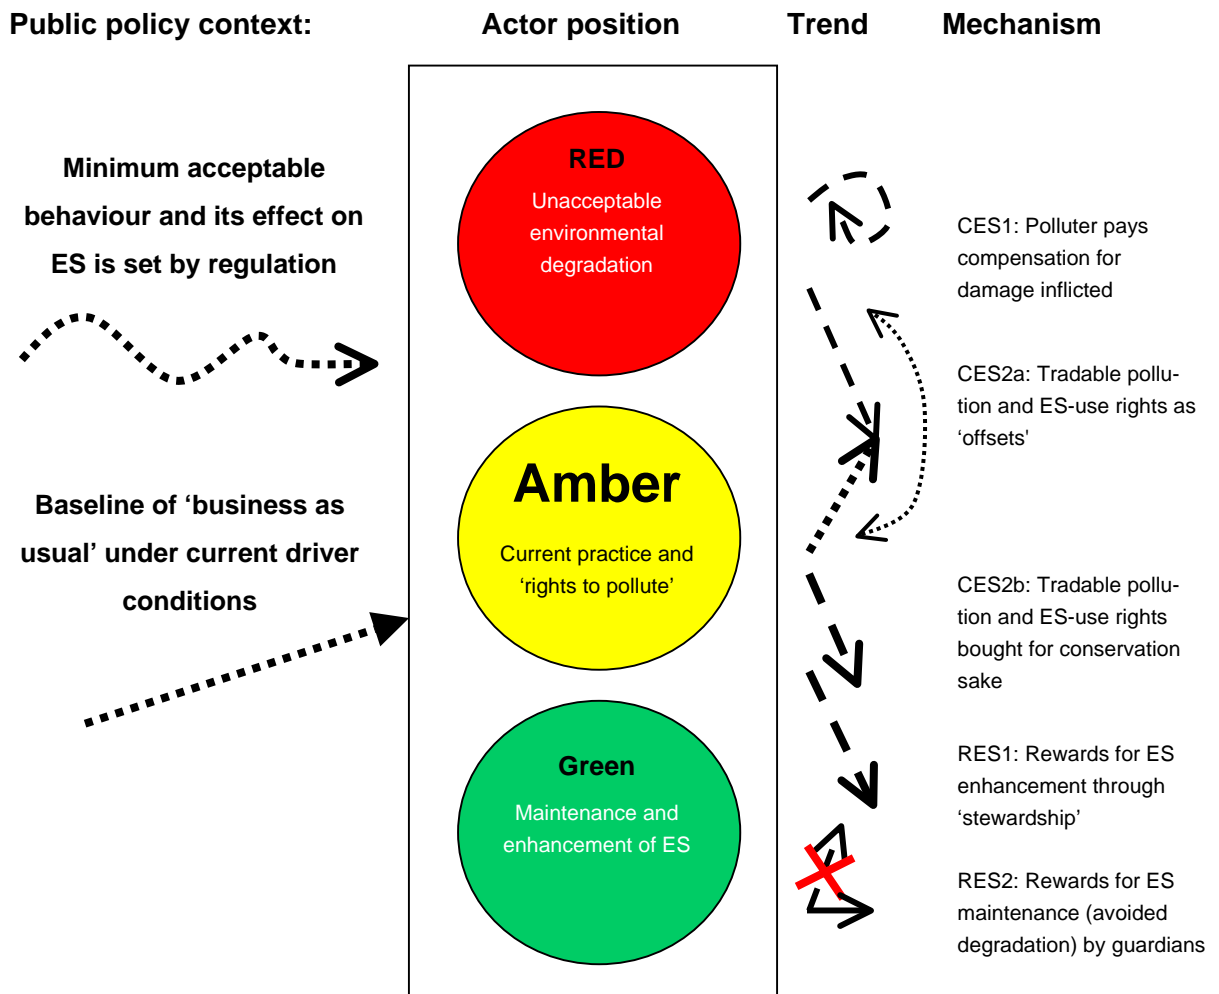 Public policy context:
Actor position
Trend
Mechanism
Minimum acceptable
behaviour and its effect on
ES is set by regulation
Baseline of ‘business as
usual’ under current driver
conditions
RED
Unacceptable
environmental
degradation
Amber
Current practice and
‘rights to pollute’
Green
Maintenance and
enhancement of ES
CES1: Polluter pays
compensation for
damage inflicted
CES2a: Tradable pollu-
tion and ES-use rights as
‘offsets'
CES2b: Tradable pollu-
tion and ES-use rights
bought for conservation
sake
RES1: Rewards for ES
enhancement through
‘stewardship’
RES2: Rewards for ES
maintenance (avoided
degradation) by guardians